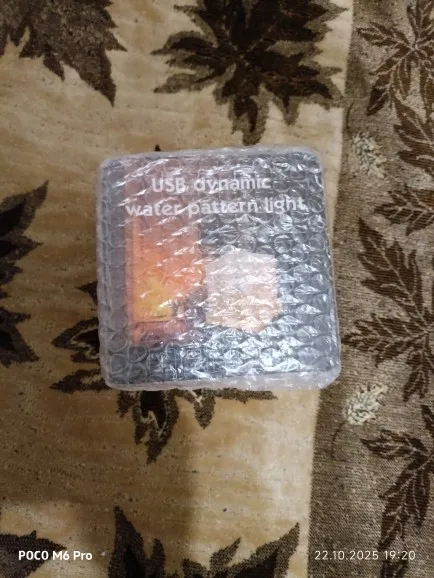 USB dynamic
water pattern light
POCO M6 Pro
22.10.2025 19:20